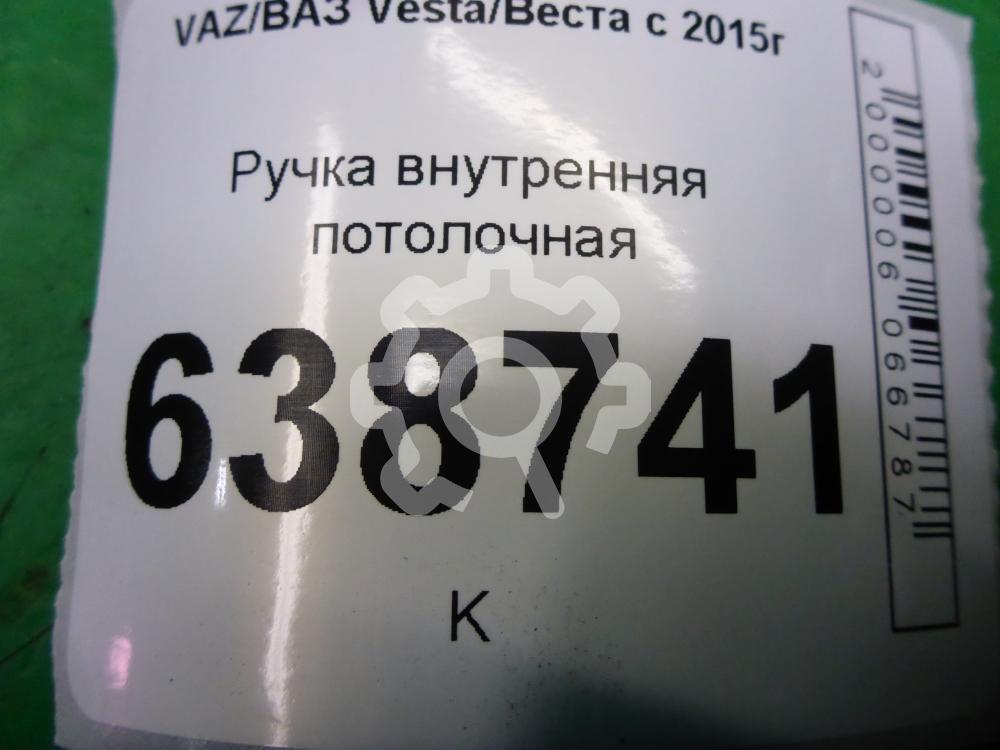 VAZ/ВАЗ Vesta/Веста с 2015г
Ручка внутренняя
потолочная
638741
К
2000006066787